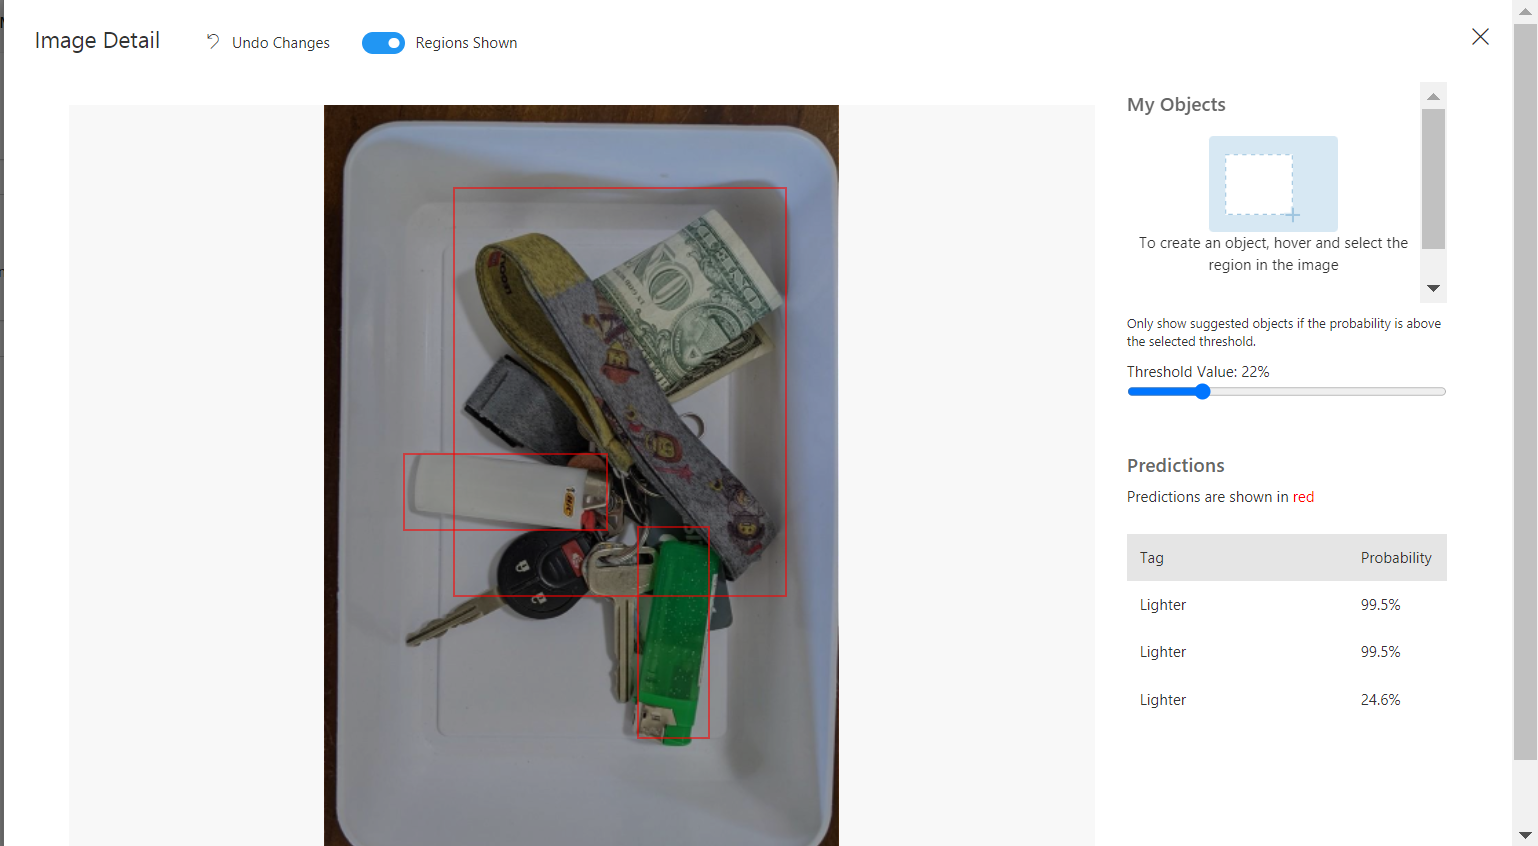 Image Detail
Undo Changes
Regions Shown
My Objects
To create an object, hover and select the
region in the image
Only show suggested objects if the probability is above
the selected threshold.
Threshold Value: 22%
Predictions
Predictions are shown in red
Tag Probability
Lighter 99.5%
Lighter 99.5%
Lighter 24.6%
ONE
BIC